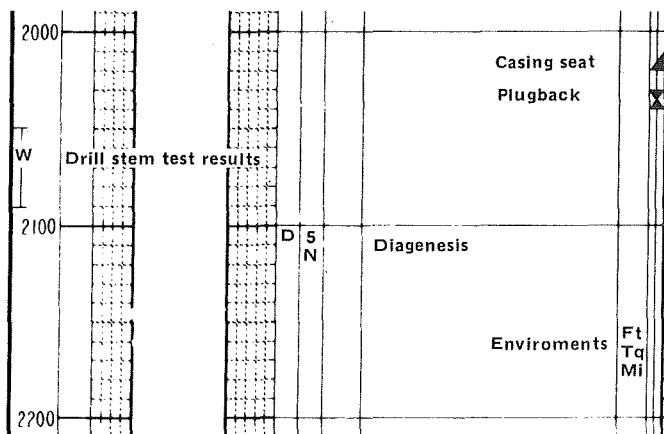 2000
Casing seat
Plugback
W
Drill stem test results
2100
D 5
N
Diagenesis
Enviroments
Ft
Tq
Mi
2200